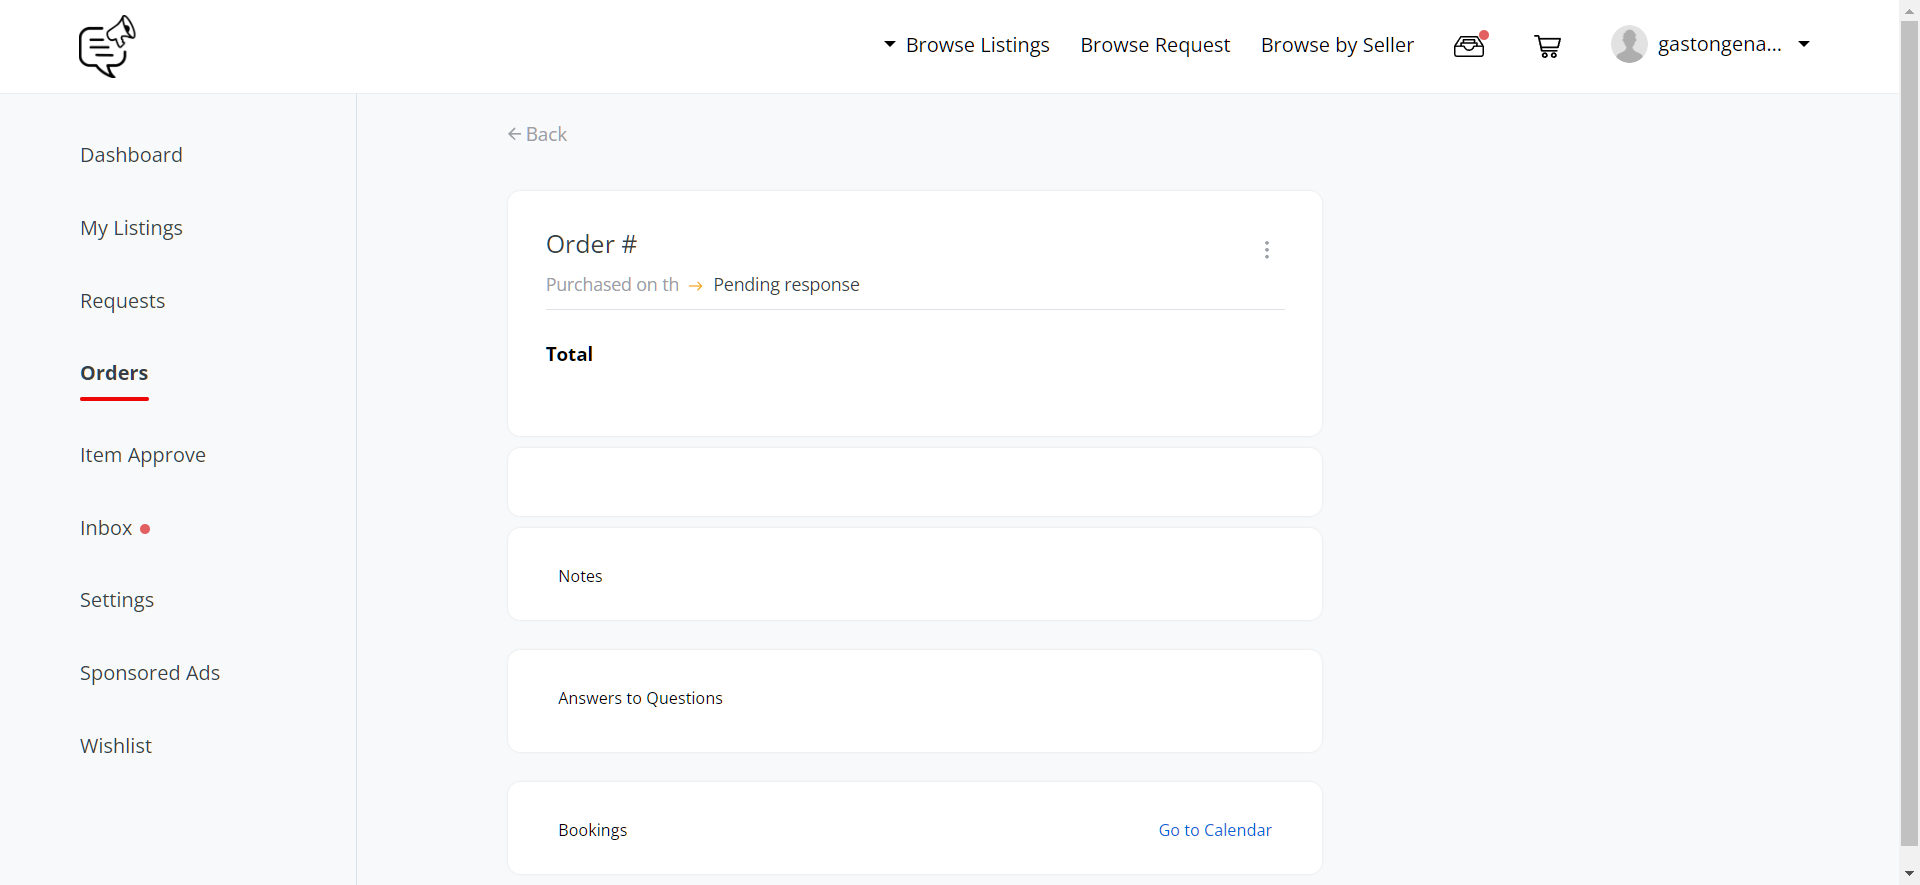 Browse Listings Browse Request Browse by Seller gastongena...
Dashboard
My Listings
Requests
Orders
Item Approve
Inbox
Settings
Sponsored Ads
Wishlist
Back
Order #
Purchased on th → Pending response
Total
Notes
Answers to Questions
Bookings Go to Calendar